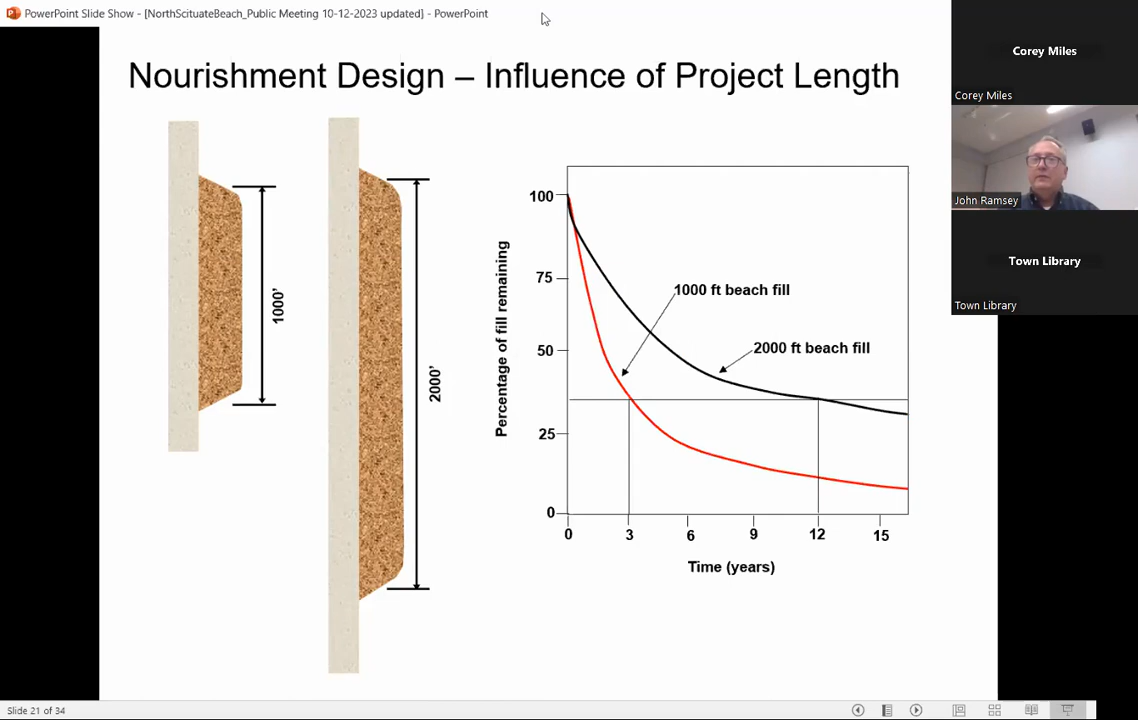 PowerPoint Slide Show - [NorthScituateBeach_Public Meeting 10-12-2023 updated] - PowerPoint
Nourishment Design – Influence of Project Length
1000'
2000'
Percentage of fill remaining
100
75
50
25
0
1000 ft beach fill
2000 ft beach fill
0 3 6 9 12 15
Time (years)
Corey Miles
Corey Miles
John Ramsey
Town Library
Town Library
Slide 21 of 34